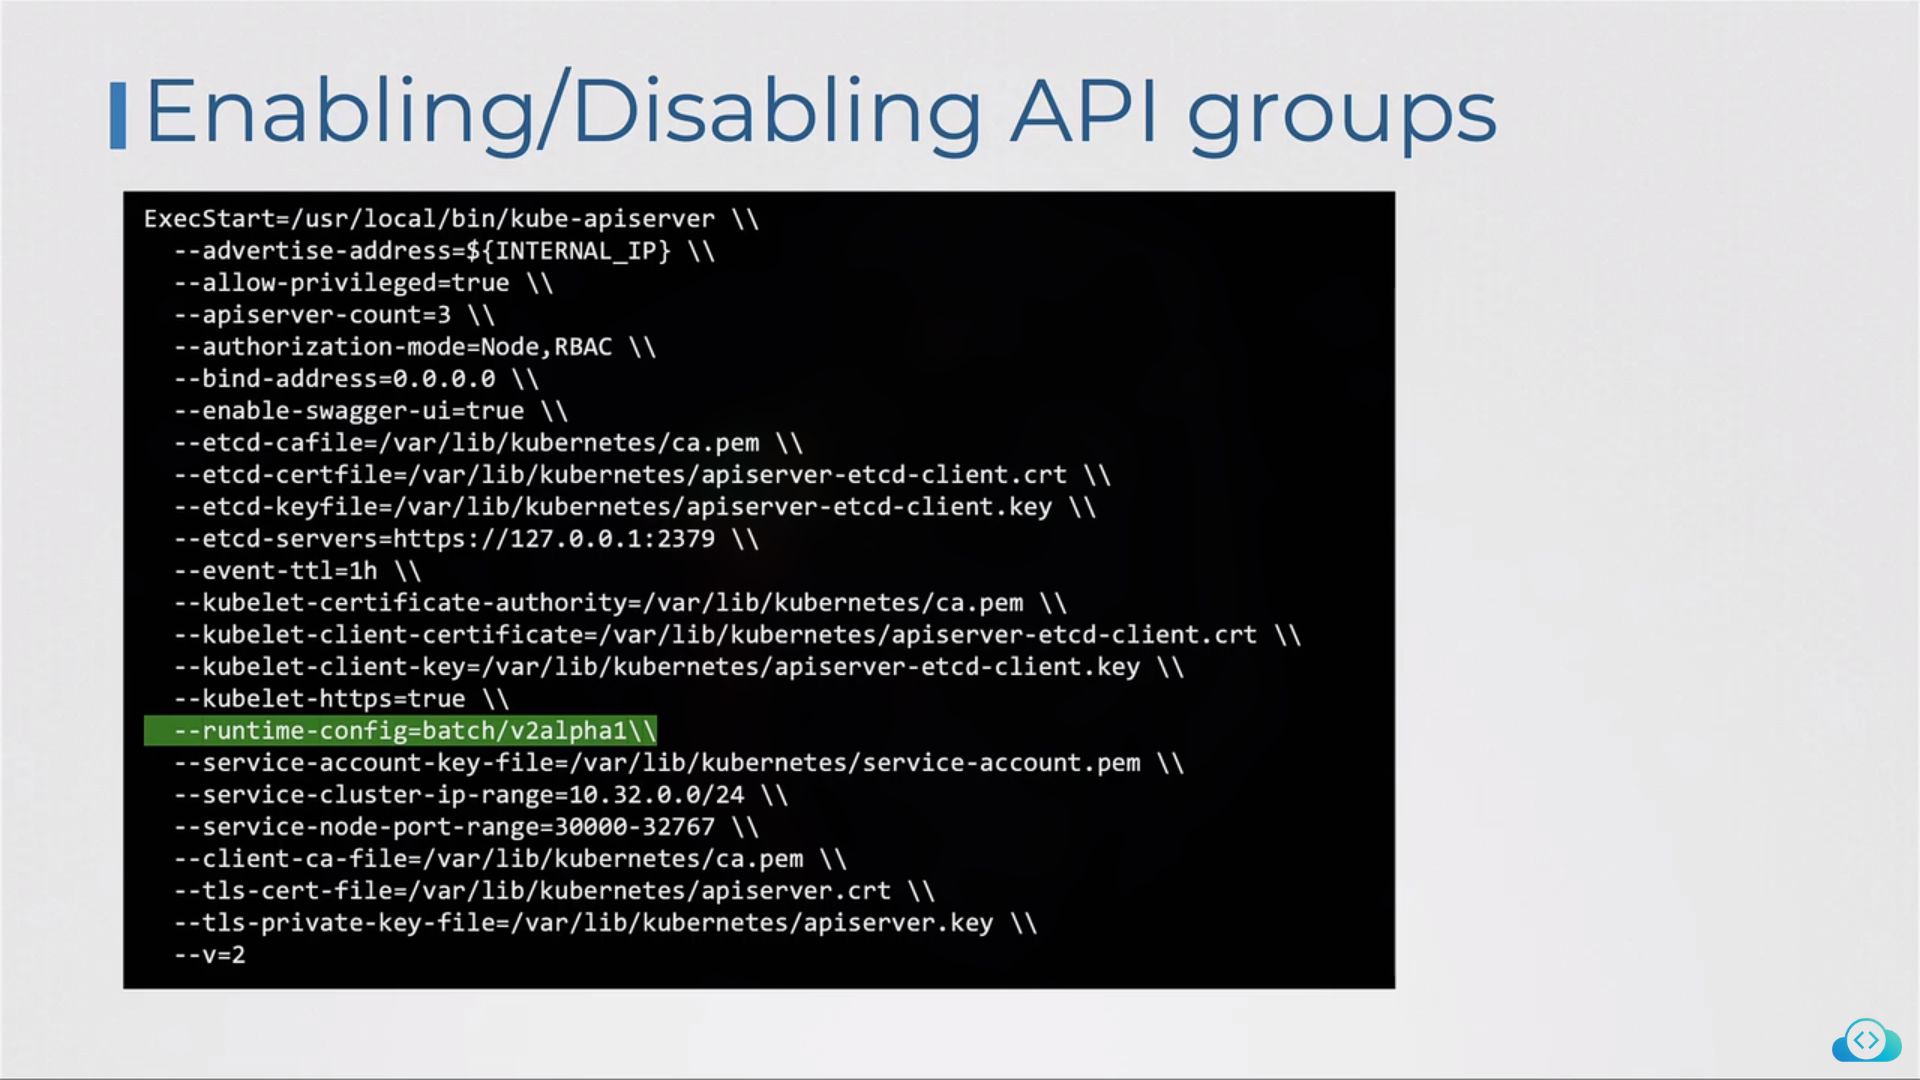 Enabling/Disabling API groups
ExecStart=/usr/local/bin/kube-apiserver \\
--advertise-address=${INTERNAL_IP} \\
--allow-privileged=true \\
--apiserver-count=3 \\
--authorization-mode=Node,RBAC \\
--bind-address=0.0.0.0 \\
--enable-swagger-ui=true \\
--etcd-cafile=/var/lib/kubernetes/ca.pem \\
--etcd-certfile=/var/lib/kubernetes/apiserver-etcd-client.crt \\
--etcd-keyfile=/var/lib/kubernetes/apiserver-etcd-client.key \\
--etcd-servers=https://127.0.0.1:2379 \\
--event-ttl=1h \\
--kubelet-certificate-authority=/var/lib/kubernetes/ca.pem \\
--kubelet-client-certificate=/var/lib/kubernetes/apiserver-etcd-client.crt \\
--kubelet-client-key=/var/lib/kubernetes/apiserver-etcd-client.key \\
--kubelet-https=true \\
--runtime-config=batch/v2alpha1\\
--service-account-key-file=/var/lib/kubernetes/service-account.pem \\
--service-cluster-ip-range=10.32.0.0/24 \\
--service-node-port-range=30000-32767 \\
--client-ca-file=/var/lib/kubernetes/ca.pem \\
--tls-cert-file=/var/lib/kubernetes/apiserver.crt \\
--tls-private-key-file=/var/lib/kubernetes/apiserver.key \\
--v=2